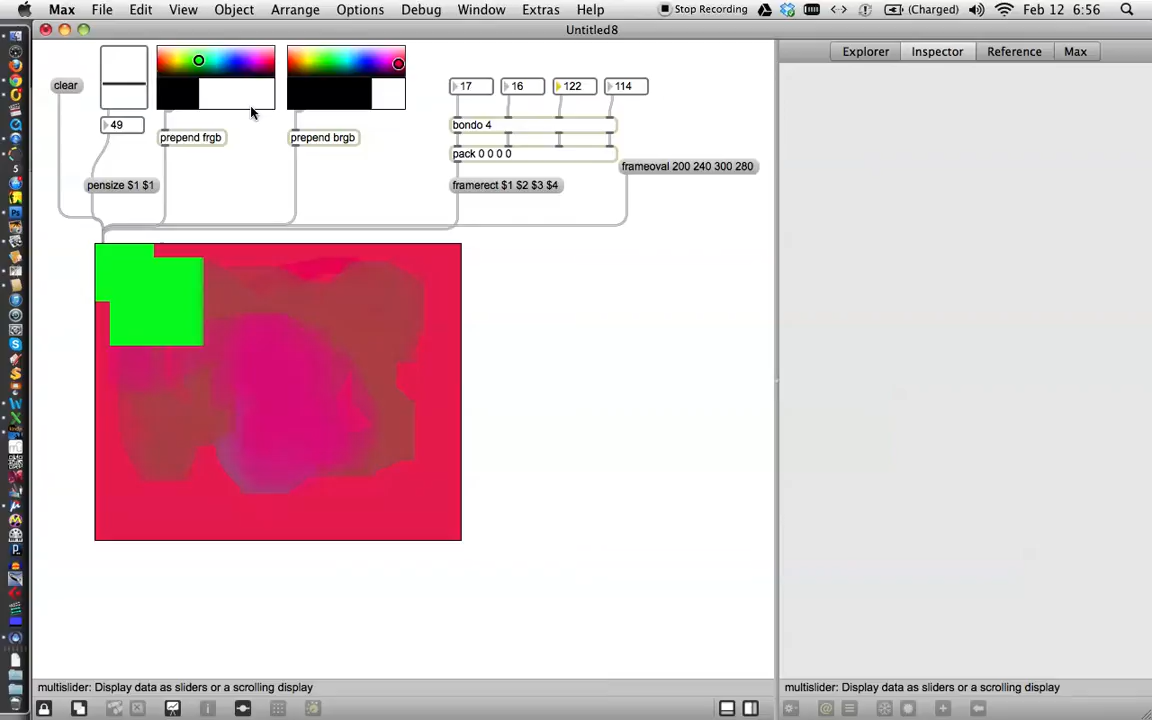 Max File Edit View Object Arrange Options Debug Window Extras Help Stop Recording (Charged) Feb 12 6:56
Untitled8
Explorer Inspector Reference Max
clear
17 16 122 114
49
bondo 4
prepend frgb prepend brgb
pack 0 0 0 0
frameoval 200 240 300 280
pensize $1 $1
framerect $1 $2 $3 $4
multislider: Display data as sliders or a scrolling display
multislider: Display data as sliders or a scrolling display